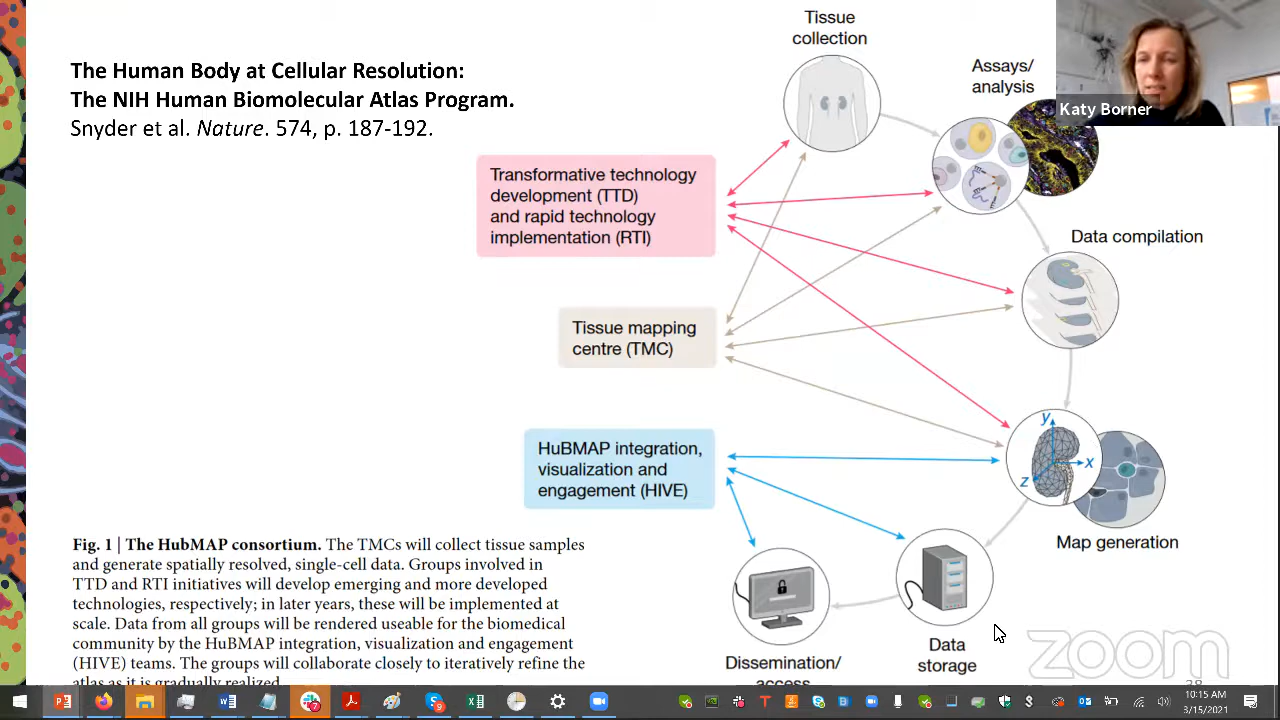 The Human Body at Cellular Resolution:
The NIH Human Biomolecular Atlas Program.
Snyder et al. Nature. 574, p. 187-192.
Tissue
collection
Assays/
analysis
Katy Borner
Transformative technology
development (TTD)
and rapid technology
implementation (RTI)
Data compilation
Tissue mapping
centre (TMC)
HuBMAP integration,
visualization and
engagement (HIVE)
y
x
z
Map generation
Fig. 1 | The HubMAP consortium. The TMCs will collect tissue samples
and generate spatially resolved, single-cell data. Groups involved in
TTD and RTI initiatives will develop emerging and more developed
technologies, respectively; in later years, these will be implemented at
scale. Data from all groups will be rendered useable for the biomedical
community by the HuBMAP integration, visualization and engagement
(HIVE) teams. The groups will collaborate closely to iteratively refine the
atlas as it is gradually realized.
Dissemination/
access
Data
storage
zoom
38
10:15 AM
3/15/2021